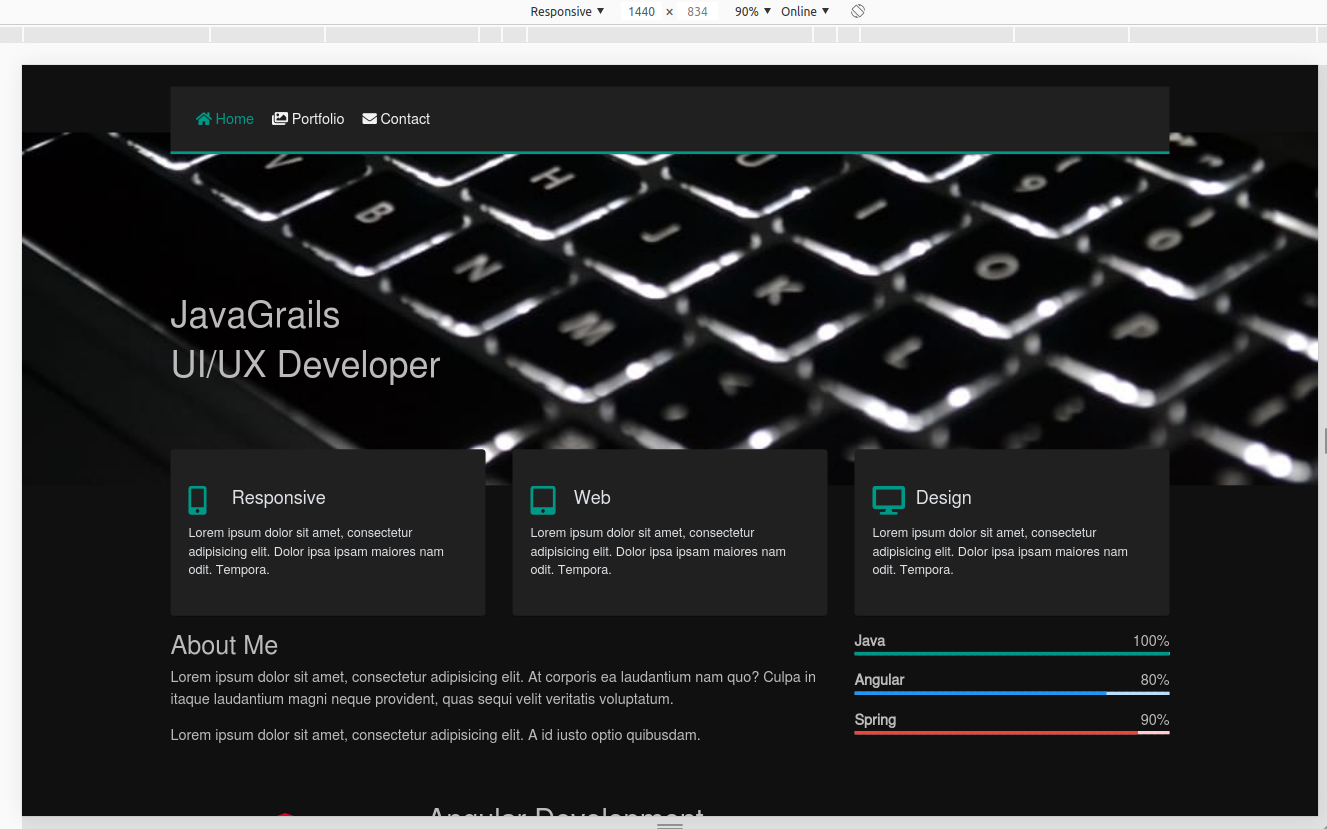 Responsive ▼ 1440 × 834 90% ▼ Online ▼
Home Portfolio Contact
V U 9
B H J I O
N K O P
M L
JavaGrails
UI/UX Developer
Responsive
Lorem ipsum dolor sit amet, consectetur
adipisicing elit. Dolor ipsa ipsam maiores nam
odit. Tempora.
Web
Lorem ipsum dolor sit amet, consectetur
adipisicing elit. Dolor ipsa ipsam maiores nam
odit. Tempora.
Design
Lorem ipsum dolor sit amet, consectetur
adipisicing elit. Dolor ipsa ipsam maiores nam
odit. Tempora.
About Me
Lorem ipsum dolor sit amet, consectetur adipisicing elit. At corporis ea laudantium nam quo? Culpa in
itaque laudantium magni neque provident, quas sequi velit veritatis voluptatum.
Lorem ipsum dolor sit amet, consectetur adipisicing elit. A id iusto optio quibusdam.
Java 100%
Angular 80%
Spring 90%
Angular Development